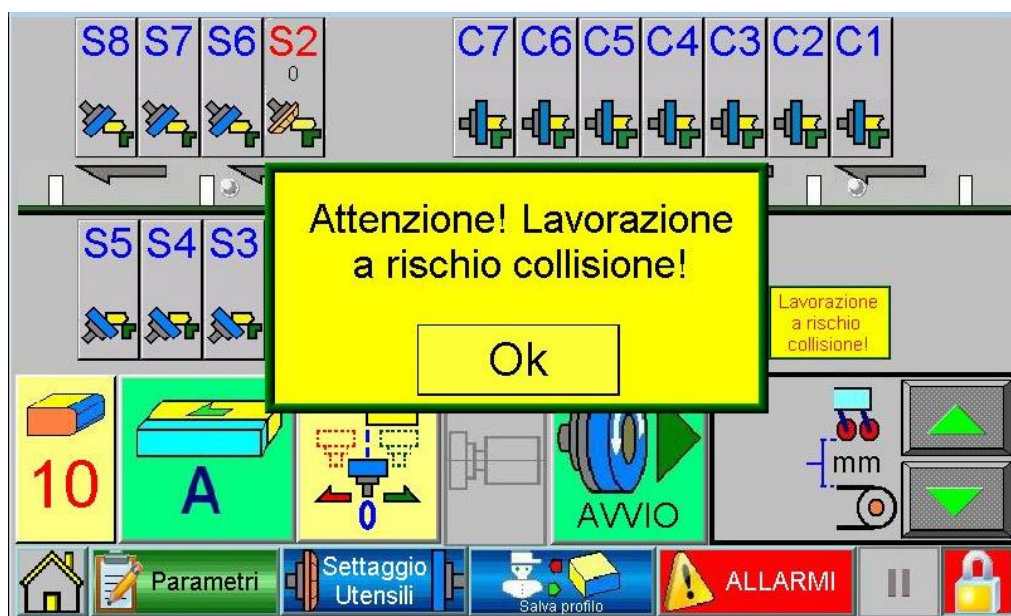 S8 S7 S6 S2
0
C7 C6 C5 C4 C3 C2 C1
Attenzione! Lavorazione
a rischio collisione!
Ok
S5 S4 S3
Lavorazione
a rischio
collisione!
10
A
0
AVVIO
mm
Parametri
Settaggio
Utensili
Salva profilo
ALLARMI